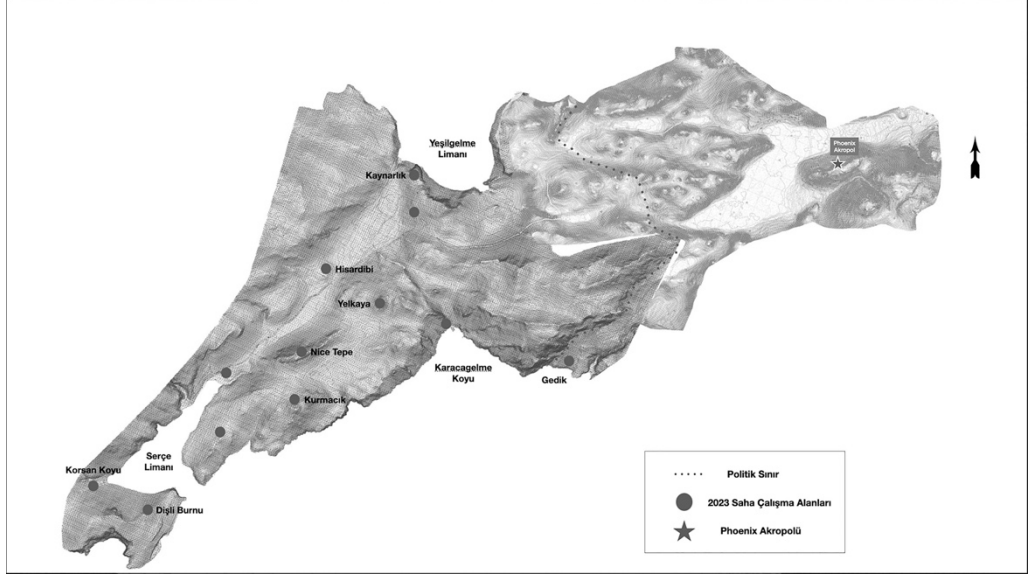 Phoenix
Akropol
Yeşilgelme
Limanı
Kaynarlık
Hisardibi
Yelkaya
Nice Tepe
Karacagelme
Koyu
Gedik
Kurmacık
Serçe
Limanı
Korsan Koyu
Dişli Burnu
Politik Sınır
2023 Saha Çalışma Alanları
Phoenix Akropolü